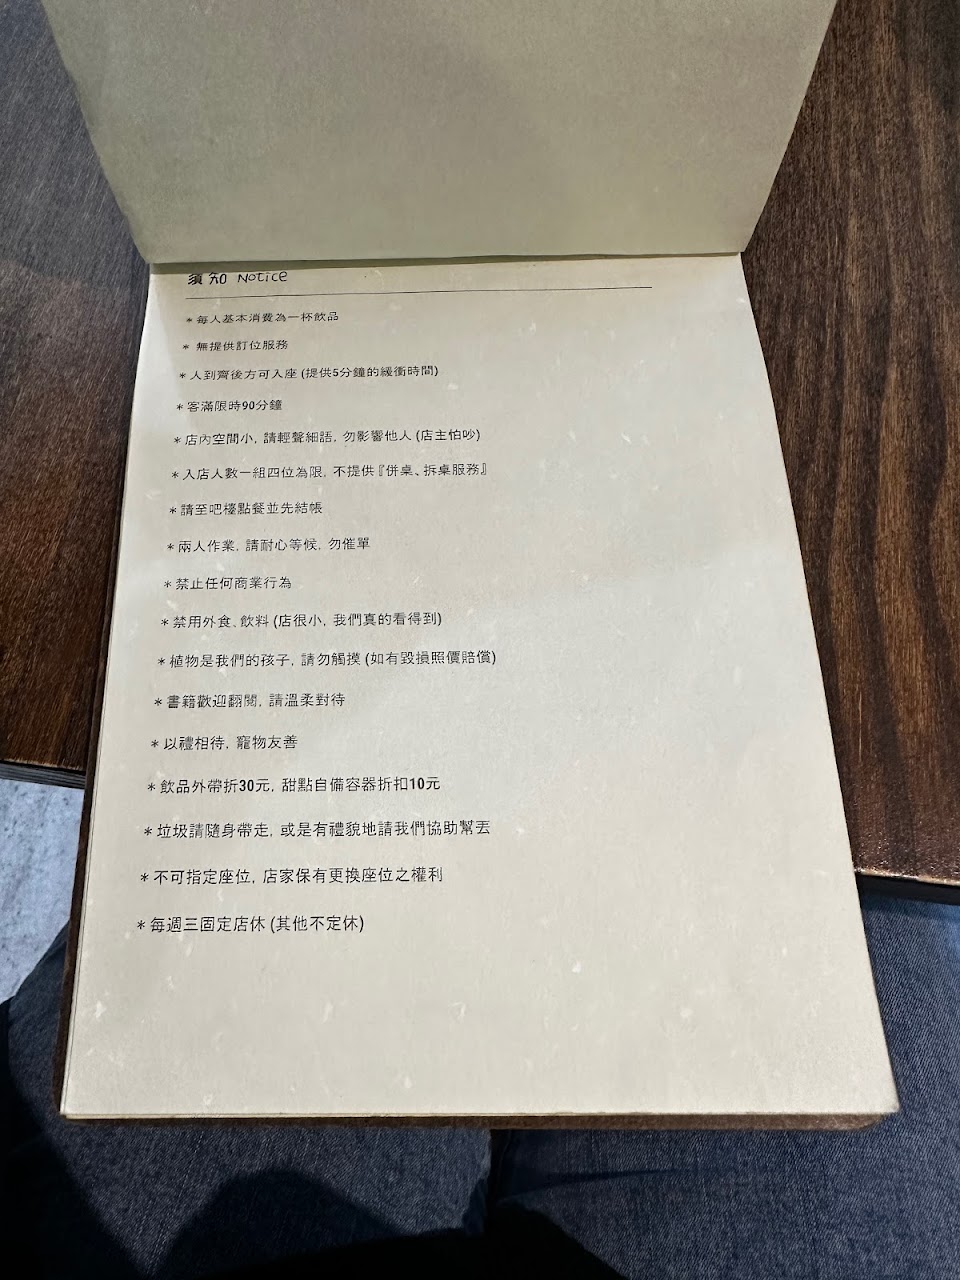 須知 Notice
＊每人基本消費為一杯飲品
＊ 無提供訂位服務
＊人到齊後方可入座 (提供5分鐘的緩衝時間)
＊客滿限時90分鐘
＊店內空間小, 請輕聲細語, 勿影響他人 (店主怕吵)
＊入店人數一組四位為限, 不提供『併桌、拆桌服務』
＊請至吧檯點餐並先結帳
＊兩人作業, 請耐心等候, 勿催單
＊禁止任何商業行為
＊禁用外食、飲料 (店很小, 我們真的看得到)
＊植物是我們的孩子, 請勿觸摸 (如有毀損照價賠償)
＊書籍歡迎翻閱, 請溫柔對待
＊以禮相待, 寵物友善
＊飲品外帶折30元, 甜點自備容器折扣10元
＊垃圾請隨身帶走, 或是有禮貌地請我們協助幫丟
＊不可指定座位, 店家保有更換座位之權利
＊每週三固定店休 (其他不定休)